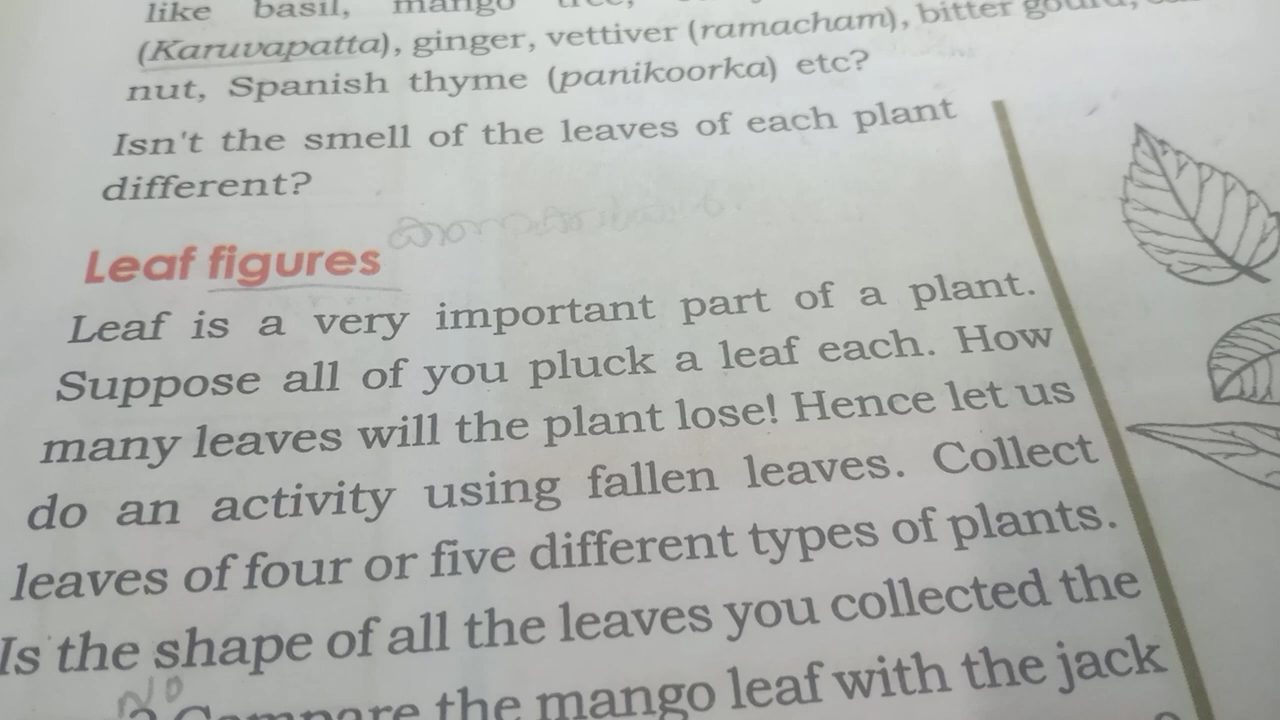 like basil, mango
(Karuvapatta), ginger, vettiver (ramacham), bitter gourd,
nut, Spanish thyme (panikoorka) etc?
Isn't the smell of the leaves of each plant
different?
Leaf figures
Leaf is a very important part of a plant.
Suppose all of you pluck a leaf each. How
many leaves will the plant lose! Hence let us
do an activity using fallen leaves. Collect
leaves of four or five different types of plants.
Is the shape of all the leaves you collected the
NO
Compare the mango leaf with the jack